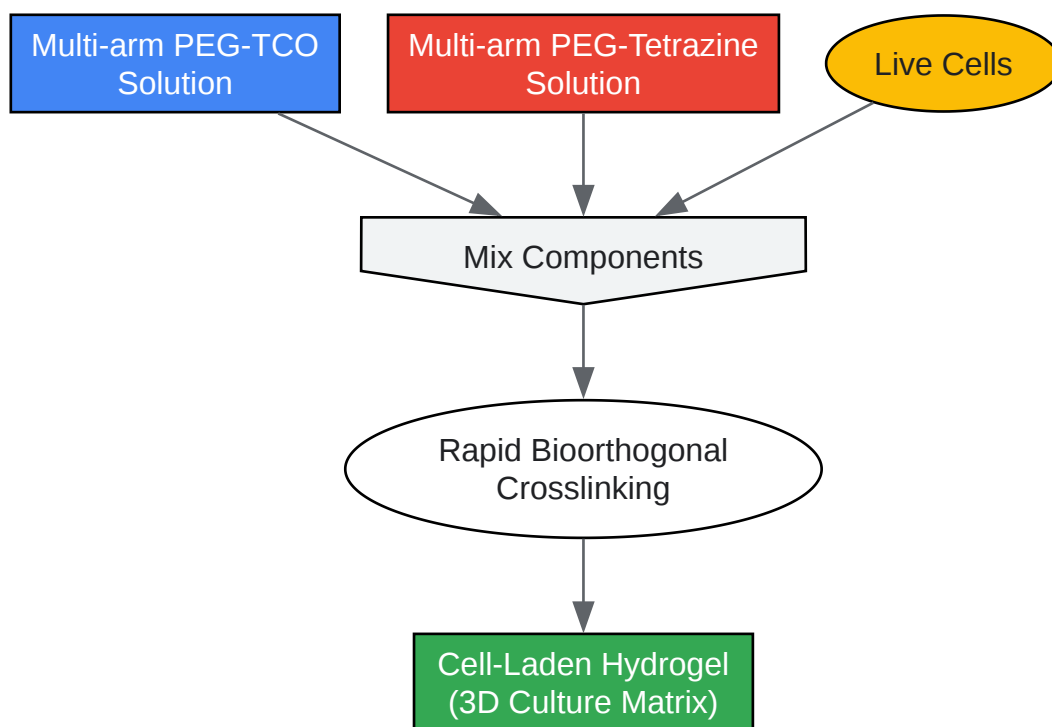 Multi-arm PEG-TCO
Solution
Multi-arm PEG-Tetrazine
Solution
Live Cells
Mix Components
Rapid Bioorthogonal
Crosslinking
Cell-Laden Hydrogel
(3D Culture Matrix)